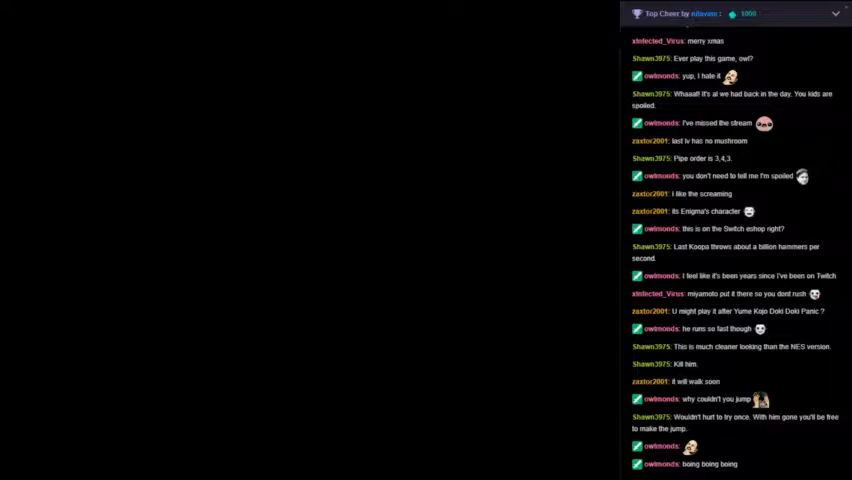 Top Cheer by n0avow : 1000
xInfected_Virus: merry xmas
Shawn3975: Ever play this game, owl?
owlmonds: yup, I hate it
Shawn3975: Whaaat! It's al we had back in the day. You kids are
spoiled.
owlmonds: I've missed the stream
zaxtor2001: last lv has no mushroom
Shawn3975: Pipe order is 3,4,3.
owlmonds: you don't need to tell me I'm spoiled
zaxtor2001: I like the screaming
zaxtor2001: its Enigma's character
owlmonds: this is on the Switch eshop right?
Shawn3975: Last Koopa throws about a billion hammers per
second.
owlmonds: I feel like it's been years since I've been on Twitch
xInfected_Virus: miyamoto put it there so you dont rush
zaxtor2001: U might play it after Yume Kojo Doki Doki Panic ?
owlmonds: he runs so fast though
Shawn3975: This is much cleaner looking than the NES version.
Shawn3975: Kill him.
zaxtor2001: it will walk soon
owlmonds: why couldn't you jump
Shawn3975: Wouldn't hurt to try once. With him gone you'll be free
to make the jump.
owlmonds:
owlmonds: boing boing boing